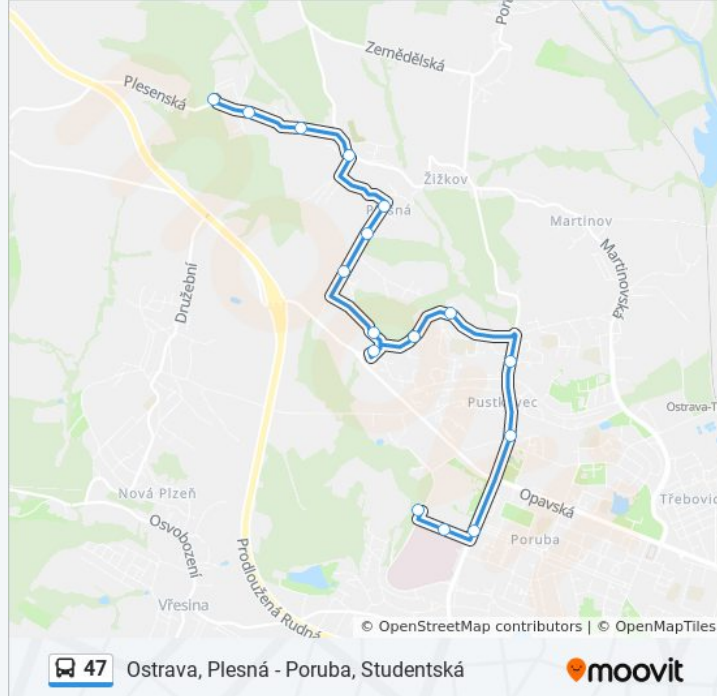 Zemědělská
Por
Plesenská
Žižkov
Plesná
Martinov
Martinovská
Družební
Pustkovec
Ostrava-T
Opavská
Třebovic
Nová Plzeň
Osvobození
Poruba
Prodloužená Rudná
Vřesina
© OpenStreetMap contributors | © OpenMapTiles
47 Ostrava, Plesná - Poruba, Studentská
moovit